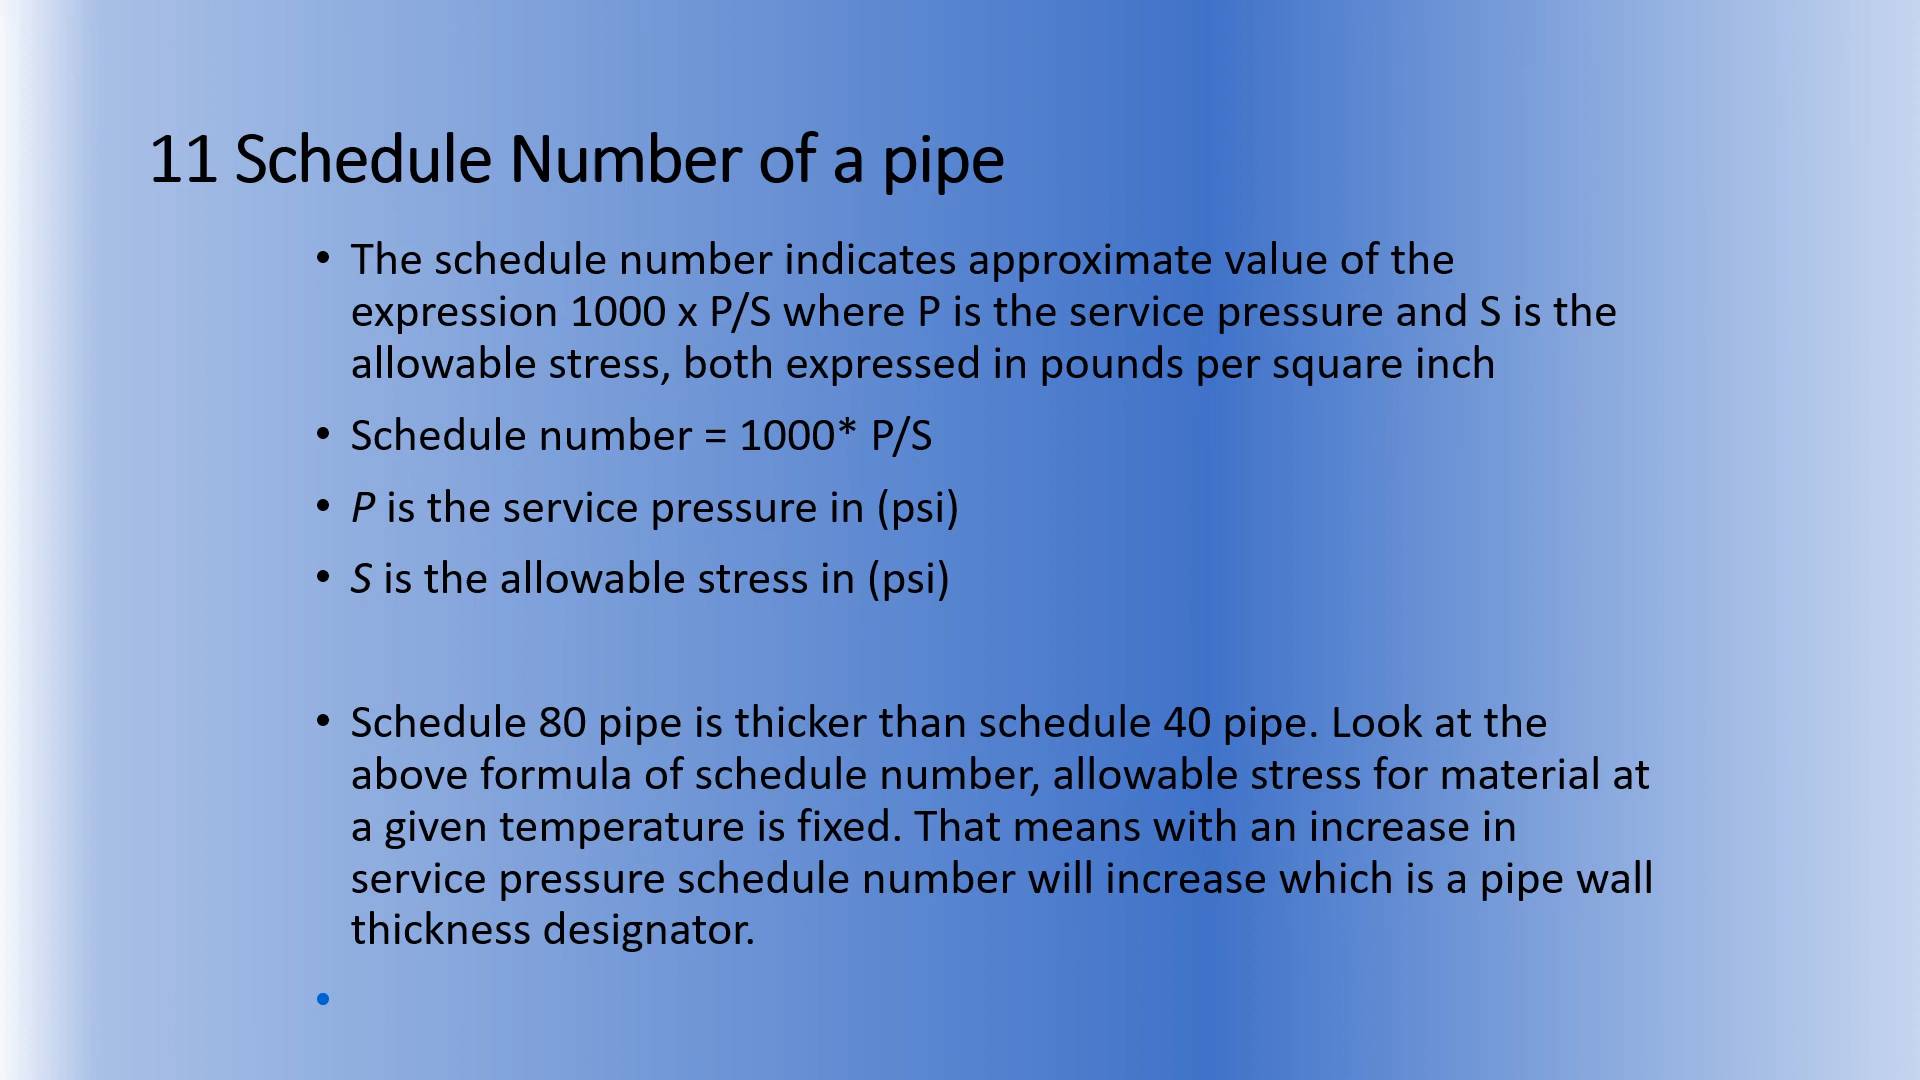 11 Schedule Number of a pipe
• The schedule number indicates approximate value of the
expression 1000 x P/S where P is the service pressure and S is the
allowable stress, both expressed in pounds per square inch
• Schedule number = 1000* P/S
• P is the service pressure in (psi)
• S is the allowable stress in (psi)
• Schedule 80 pipe is thicker than schedule 40 pipe. Look at the
above formula of schedule number, allowable stress for material at
a given temperature is fixed. That means with an increase in
service pressure schedule number will increase which is a pipe wall
thickness designator.
•